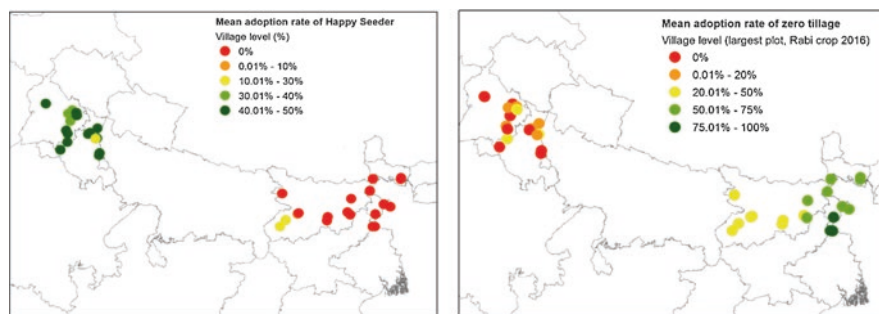 Mean adoption rate of Happy Seeder
Village level (%)
0%
0.01% - 10%
10.01% - 30%
30.01% - 40%
40.01% - 50%
Mean adoption rate of zero tillage
Village level (largest plot, Rabi crop 2016)
0%
0.01% - 20%
20.01% - 50%
50.01% - 75%
75.01% - 100%